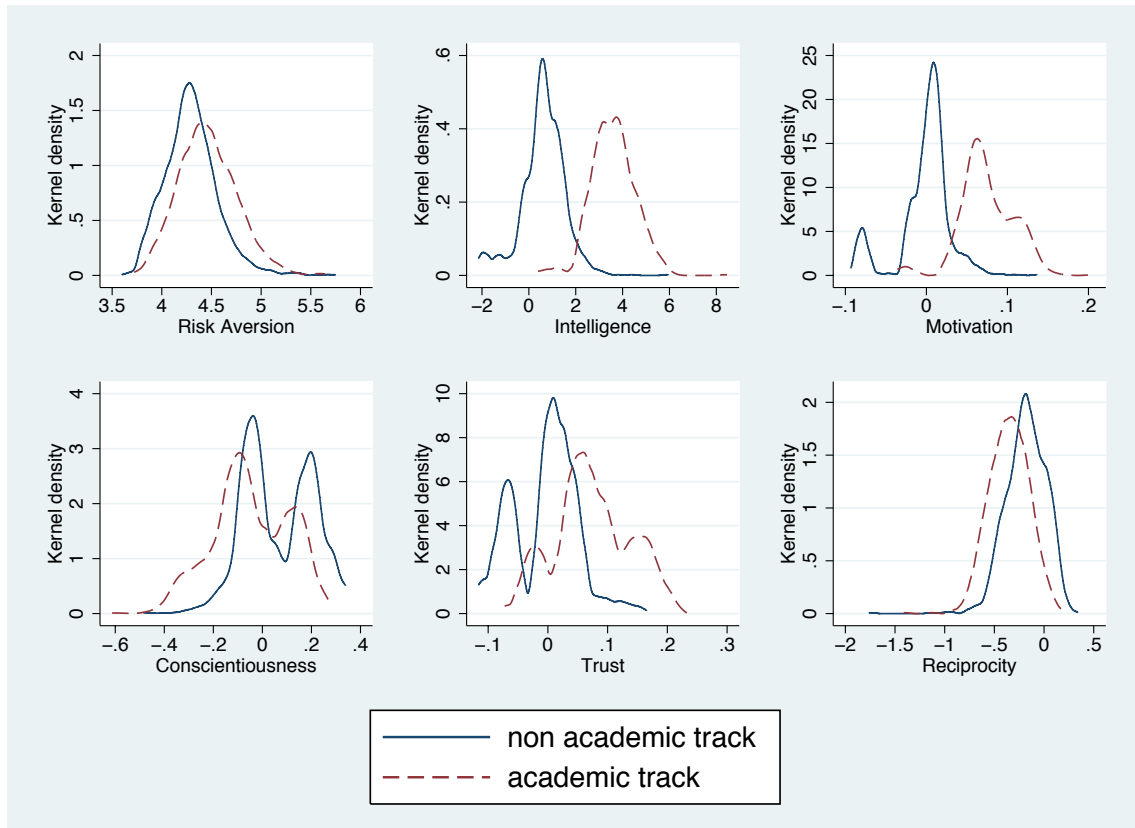 Kernel density
0 .5 1 1.5 2
3.5 4 4.5 5 5.5 6
Risk Aversion
Kernel density
0 .2 .4 .6
−2 0 2 4 6 8
Intelligence
Kernel density
0 5 10 15 20 25
−.1 0 .1 .2
Motivation
Kernel density
0 1 2 3 4
−.6 −.4 −.2 0 .2 .4
Conscientiousness
Kernel density
0 2 4 6 8 10
−.1 0 .1 .2 .3
Trust
Kernel density
0 .5 1 1.5 2
−2 −1.5 −1 −.5 0 .5
Reciprocity
non academic track
academic track